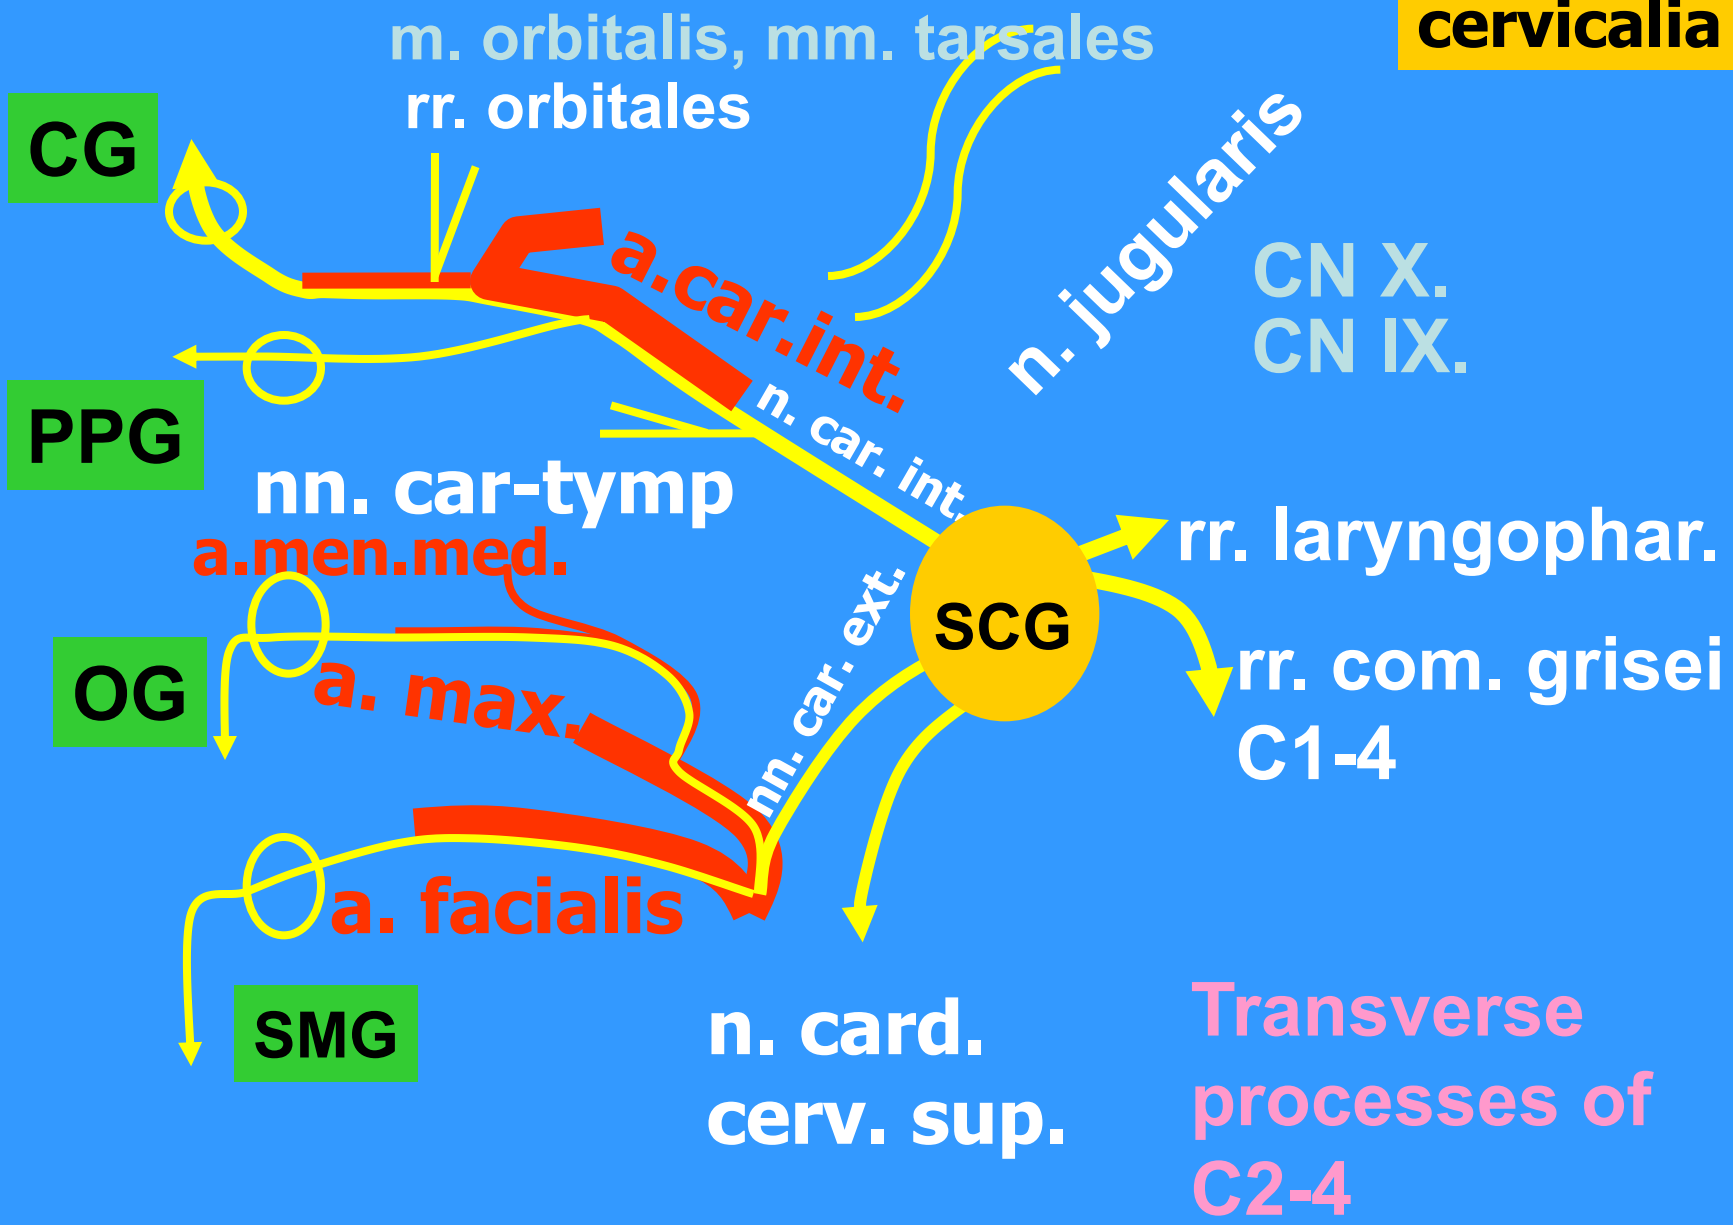 cervicalia
m. orbitalis, mm. tarsales
rr. orbitales
CG
n. jugularis
a.car.int.
CN X.
CN IX.
n. car. int.
PPG
nn. car-tymp
a.men.med.
rr. laryngophar.
nn. car. ext.
SCG
OG
a. max.
rr. com. grisei
C1-4
a. facialis
SMG
n. card.
cerv. sup.
Transverse
processes of
C2-4